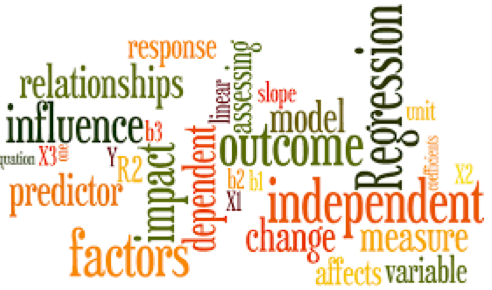 response
relationships
linear
assessing
slope
Regression
influence
b3
model
unit
outcome
equation
X3
one
Y
R2
impact
dependent
b2
b1
X1
coefficients
X2
predictor
independent
factors
change
measure
affects
variable